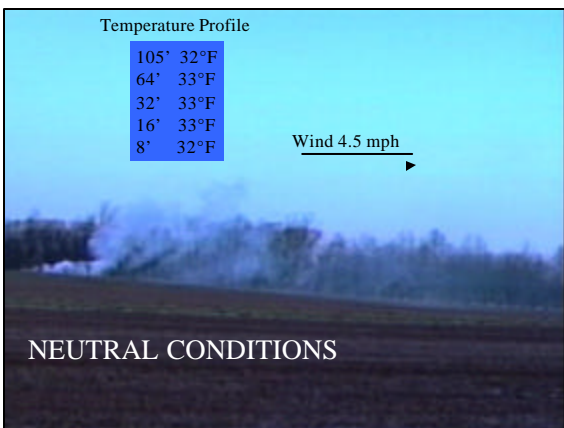 Temperature Profile
105’ 32°F
64’ 33°F
32’ 33°F
16’ 33°F
8’ 32°F
Wind 4.5 mph
NEUTRAL CONDITIONS